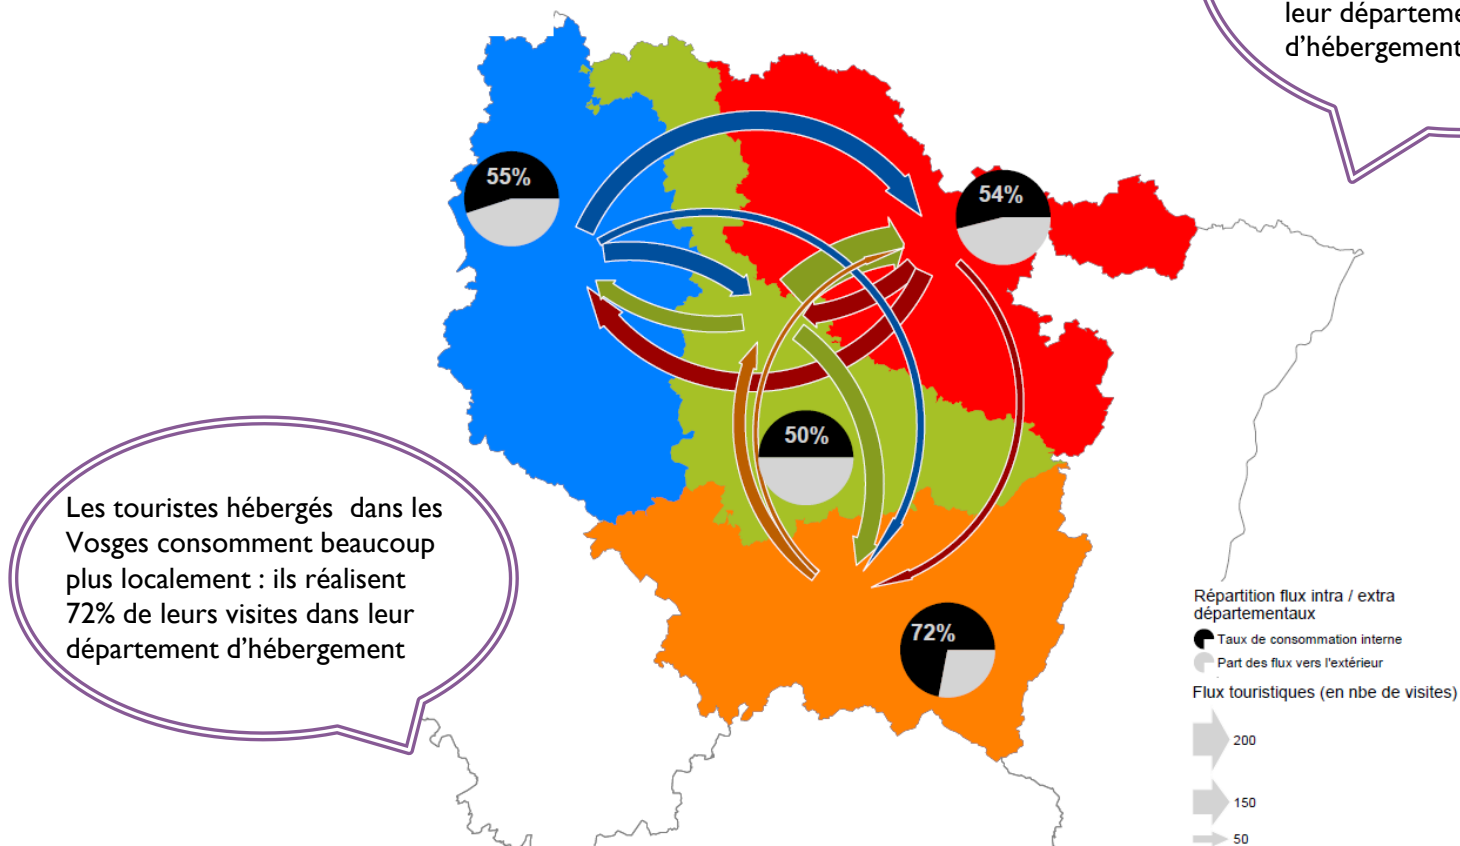 leur département
d'hébergement
55%
54%
50%
72%
Les touristes hébergés dans les
Vosges consomment beaucoup
plus localement : ils réalisent
72% de leurs visites dans leur
département d'hébergement
Répartition flux intra / extra
départementaux
Taux de consommation interne
Part des flux vers l'extérieur
Flux touristiques (en nbe de visites)
200
150
50